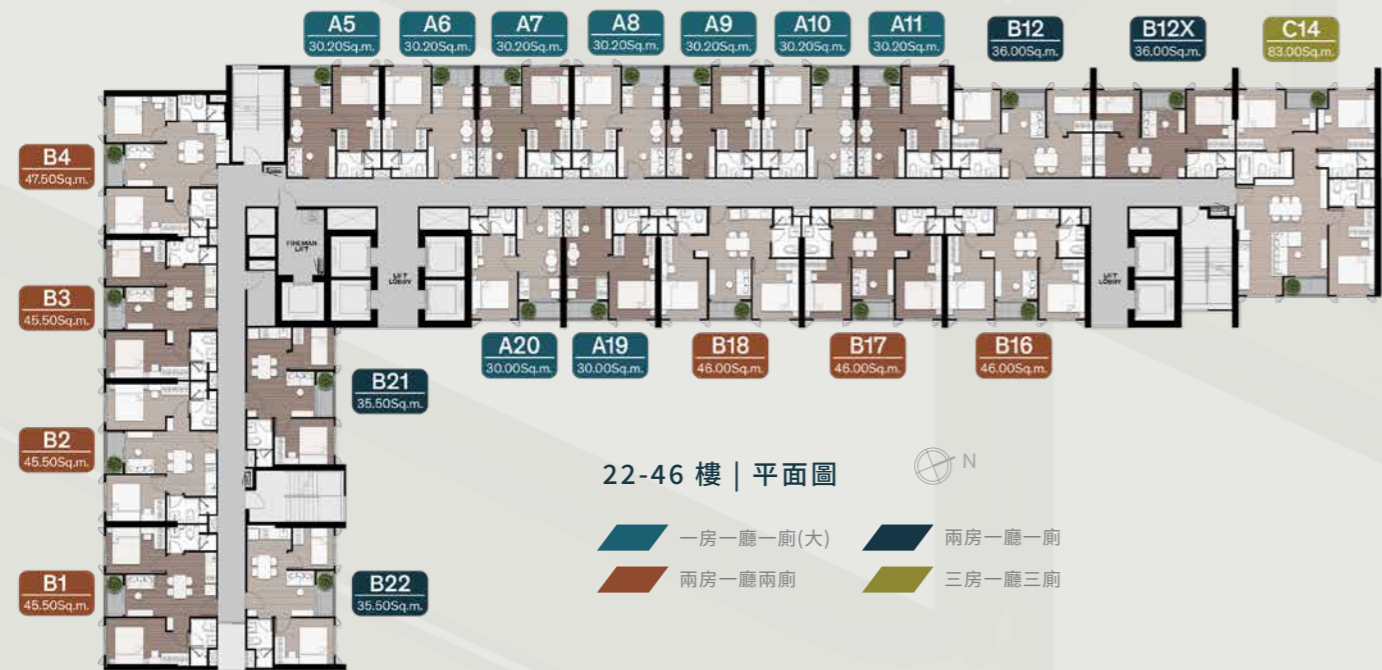 A5
30.20Sq.m.
A6
30.20Sq.m.
A7
30.20Sq.m.
A8
30.20Sq.m.
A9
30.20Sq.m.
A10
30.20Sq.m.
A11
30.20Sq.m.
B12
36.00Sq.m.
B12X
36.00Sq.m.
C14
83.00Sq.m.
B4
47.50Sq.m.
FIREMAN
LIFT
LIFT
LOBBY
LIFT
LOBBY
B3
45.50Sq.m.
A20
30.00Sq.m.
A19
30.00Sq.m.
B18
46.00Sq.m.
B17
46.00Sq.m.
B16
46.00Sq.m.
B21
35.50Sq.m.
B2
45.50Sq.m.
22-46 樓 | 平面圖
N
一房一廳一廁(大)
兩房一廳一廁
兩房一廳兩廁
三房一廳三廁
B1
45.50Sq.m.
B22
35.50Sq.m.